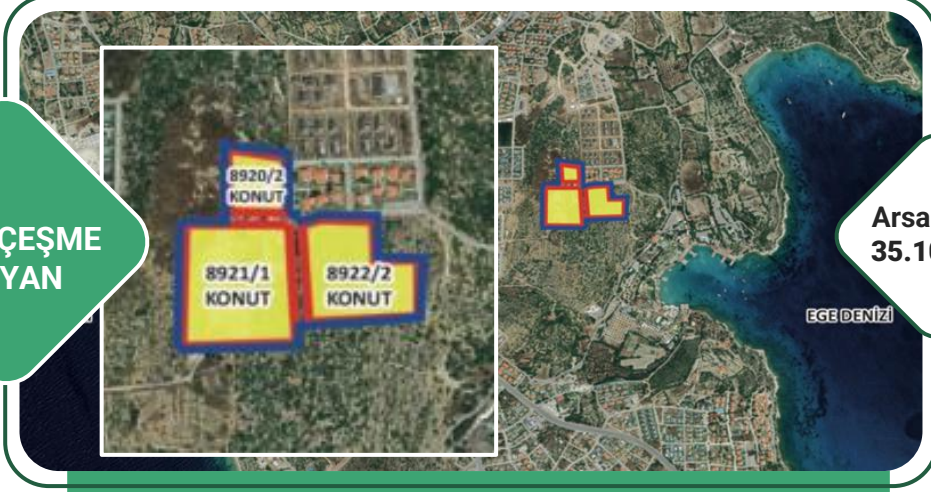 ÇEŞME
YAN
8920/2
KONUT
8921/1
KONUT
8922/2
KONUT
Arsa
35.10
EGE DENİZİ